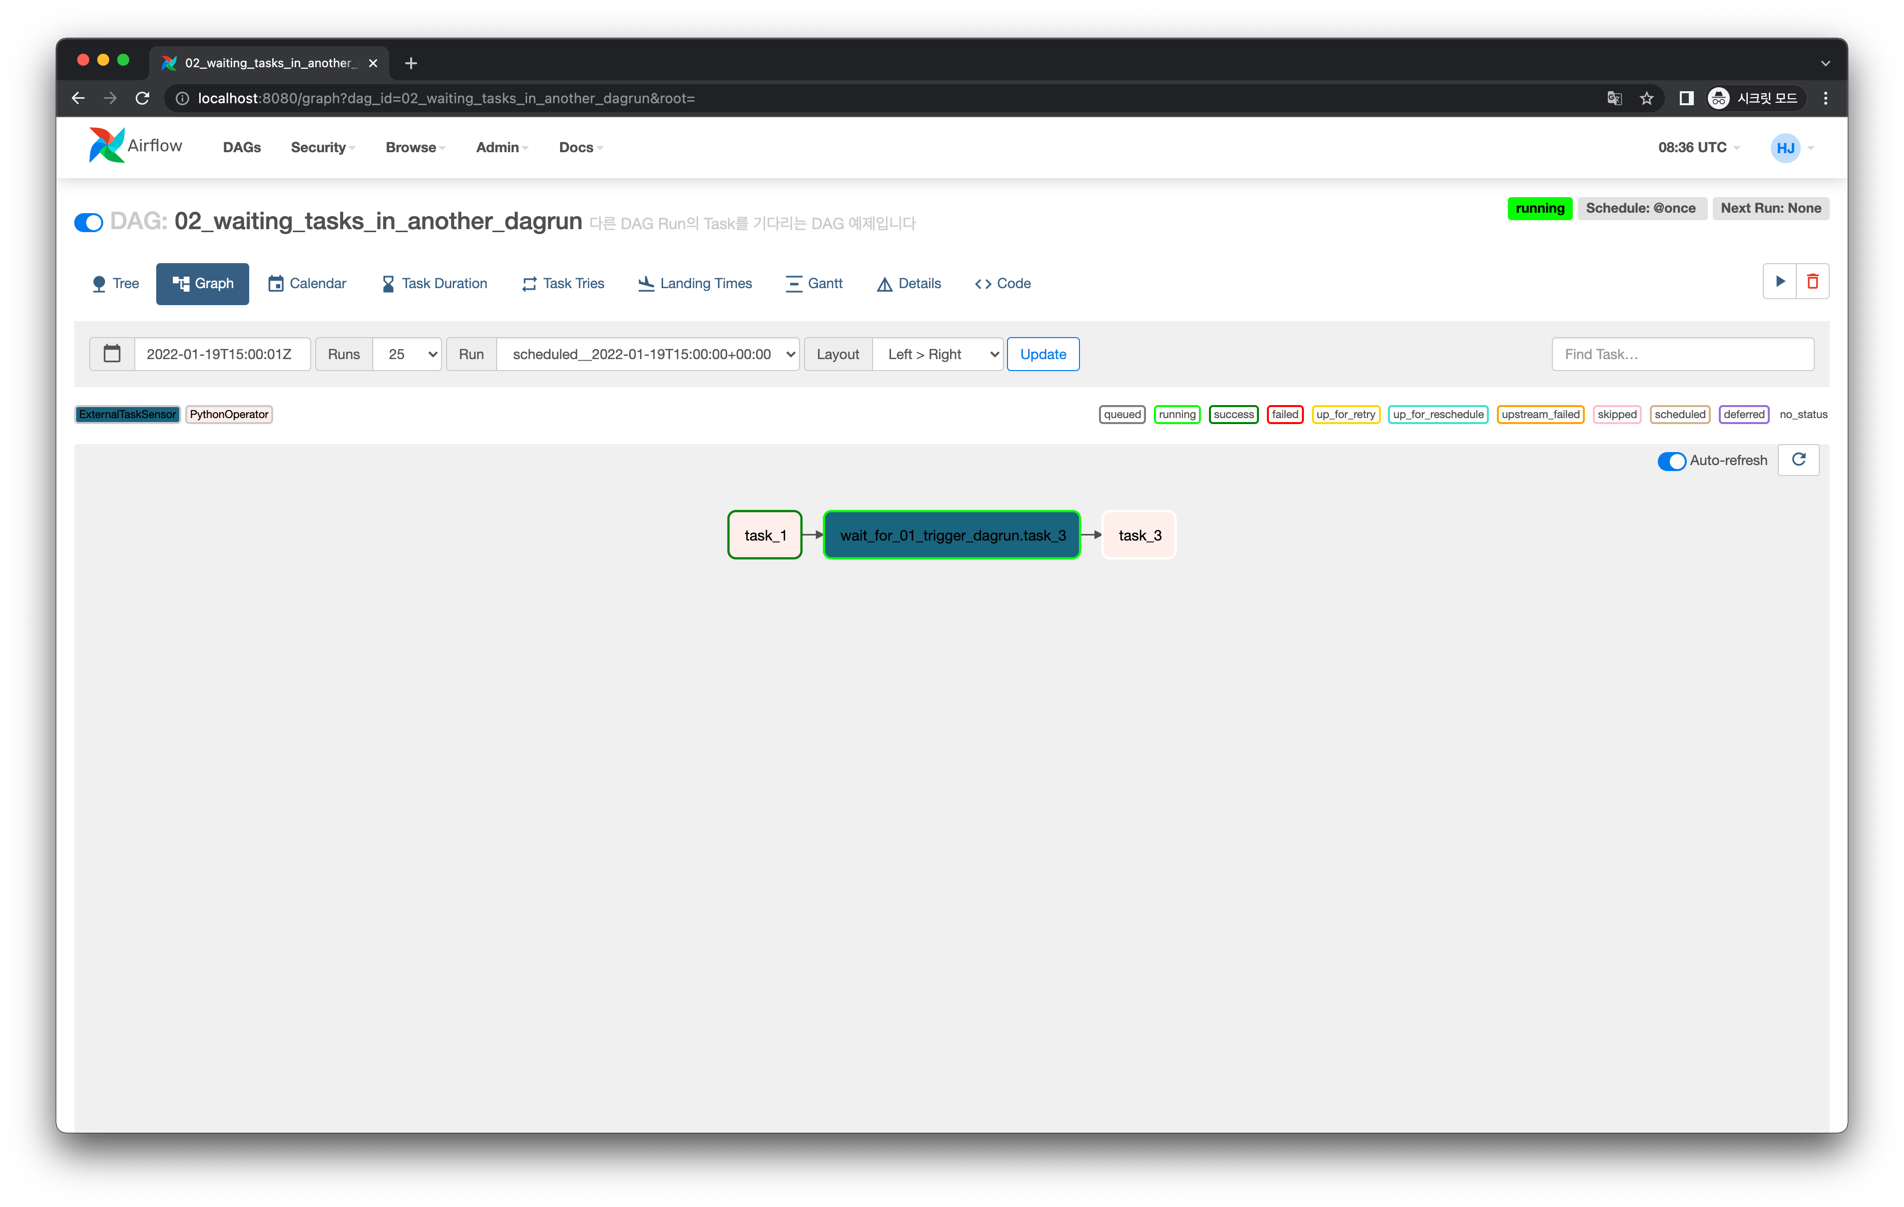 02_waiting_tasks_in_another_
localhost:8080/graph?dag_id=02_waiting_tasks_in_another_dagrun&root=
시크릿 모드
Airflow DAGs Security Browse Admin Docs 08:36 UTC HJ
DAG: 02_waiting_tasks_in_another_dagrun 다른 DAG Run의 Task를 기다리는 DAG 예제입니다
running Schedule: @once Next Run: None
Tree Graph Calendar Task Duration Task Tries Landing Times Gantt Details Code
2022-01-19T15:00:01Z Runs 25 Run scheduled__2022-01-19T15:00:00+00:00 Layout Left > Right Update Find Task...
ExternalTaskSensor PythonOperator queued running success failed up_for_retry up_for_reschedule upstream_failed skipped scheduled deferred no_status
Auto-refresh
task_1 wait_for_01_trigger_dagrun.task_3 task_3